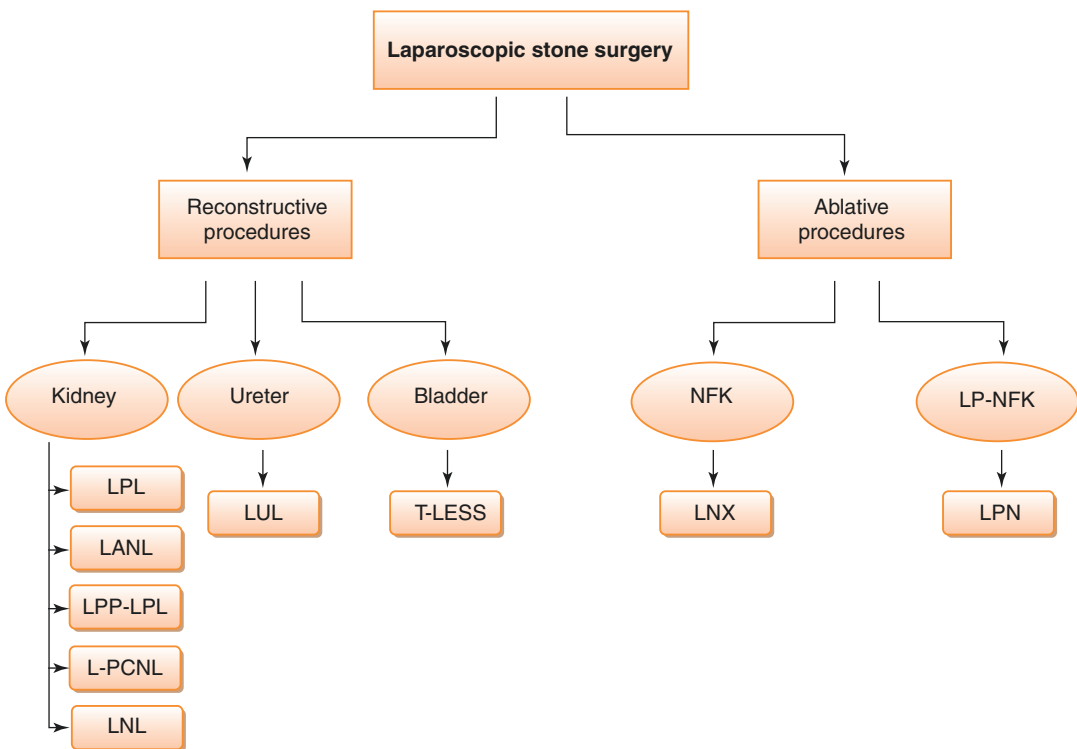 Laparoscopic stone surgery
Reconstructive
procedures
Ablative
procedures
Kidney
Ureter
Bladder
NFK
LP-NFK
LPL
LANL
LPP-LPL
L-PCNL
LNL
LUL
T-LESS
LNX
LPN